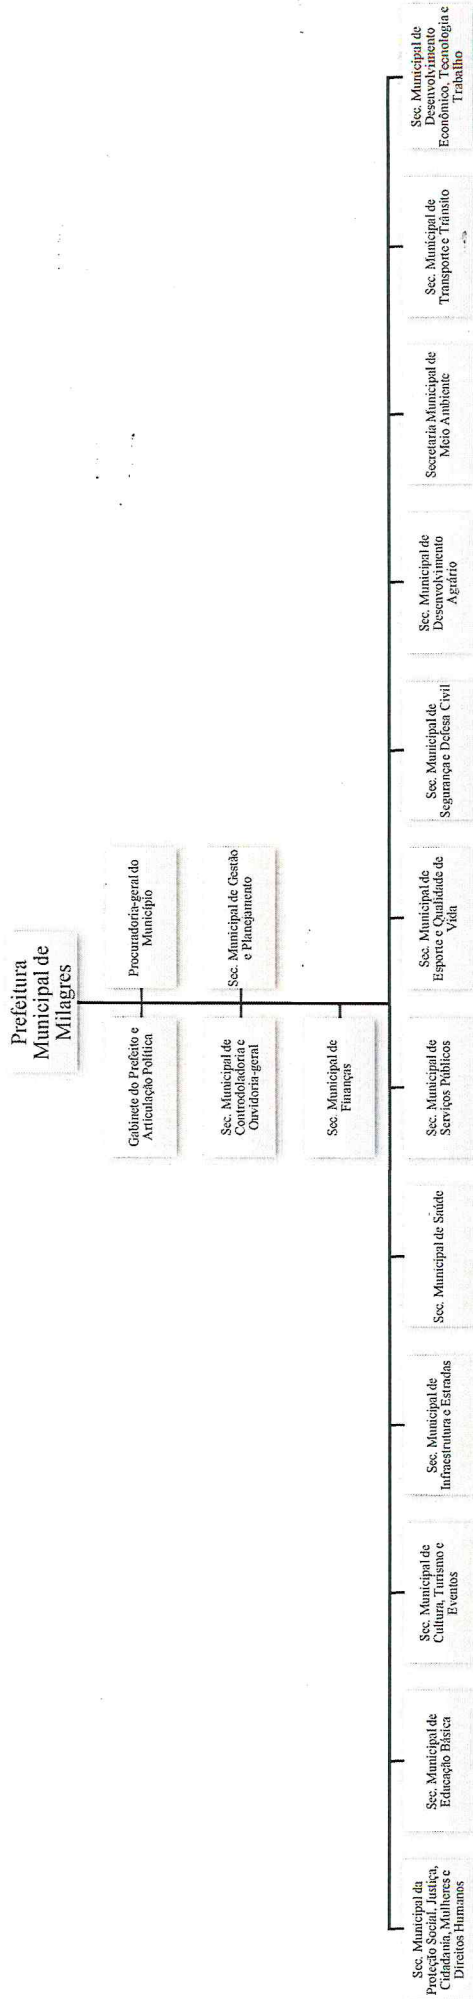 Prefeitura
Municipal de
Milagres
Gabinete do Prefeito e
Articulação Política
Procuradoria-geral do
Município
Sec. Municipal de
Controdoladoria e
Ouvidoria-geral
Sec. Municipal de Gestão
e Planejamento
Sec. Municipal de
Finanças
Sec. Municipal da
Proteção Social, Justiça,
Cidadania, Mulheres e
Direitos Humanos
Sec. Municipal de
Educação Básica
Sec. Municipal de
Cultura, Turismo e
Eventos
Sec. Municipal de
Infraestrutura e Estradas
Sec. Municipal de Saúde
Sec. Municipal de
Serviços Públicos
Sec. Municipal de
Esporte e Qualidade de
Vida
Sec. Municipal de
Segurança e Defesa Civil
Sec. Municipal de
Desenvolvimento
Agrário
Secretaria Municipal de
Meio Ambiente
Sec. Municipal de
Transporte e Trânsito
Sec. Municipal de
Desenvolvimento
Econômico, Tecnologia e
Trabalho